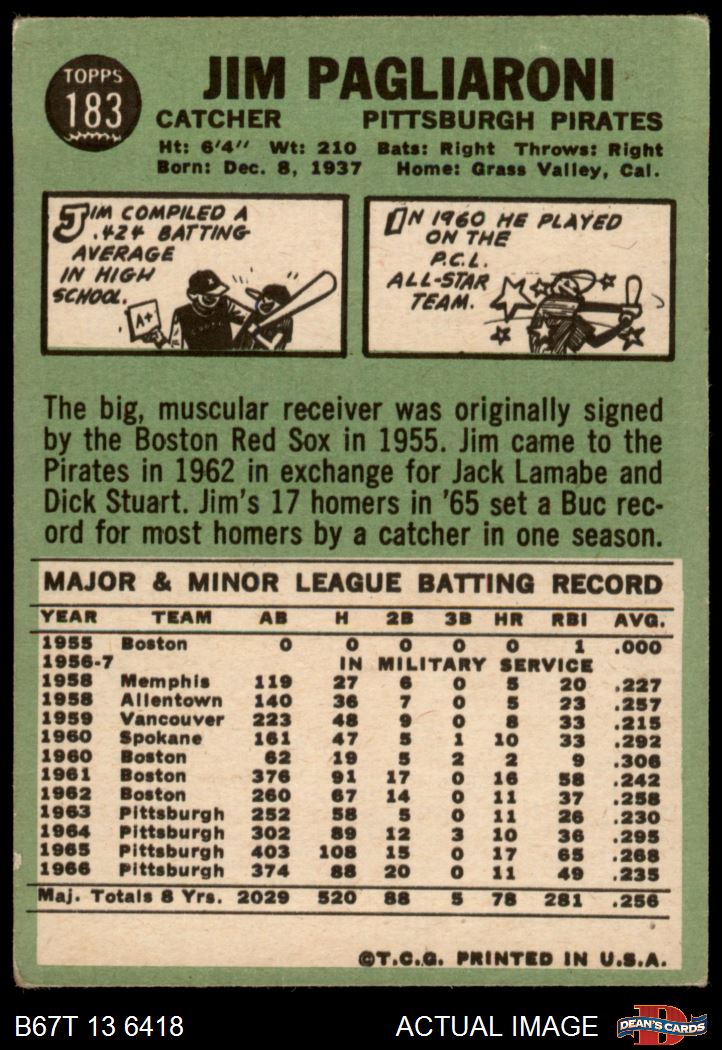 TOPPS
183
JIM PAGLIARONI
CATCHER PITTSBURGH PIRATES
Ht: 6'4" Wt: 210 Bats: Right Throws: Right
Born: Dec. 8, 1937 Home: Grass Valley, Cal.
JIM COMPILED A
.424 BATTING
AVERAGE
IN HIGH
SCHOOL.
A+
IN 1960 HE PLAYED
ON THE
P.C.L.
ALL-STAR
TEAM.
The big, muscular receiver was originally signed
by the Boston Red Sox in 1955. Jim came to the
Pirates in 1962 in exchange for Jack Lamabe and
Dick Stuart. Jim's 17 homers in '65 set a Buc rec-
ord for most homers by a catcher in one season.
MAJOR & MINOR LEAGUE BATTING RECORD
YEAR TEAM AB H 2B 3B HR RBI AVG.
1955 Boston 0 0 0 0 0 1 .000
1956-7 IN MILITARY SERVICE
1958 Memphis 119 27 6 0 5 20 .227
1958 Allentown 140 36 7 0 5 23 .257
1959 Vancouver 223 48 9 0 8 33 .215
1960 Spokane 161 47 5 1 10 33 .292
1960 Boston 62 19 5 2 2 9 .306
1961 Boston 376 91 17 0 16 58 .242
1962 Boston 260 67 14 0 11 37 .258
1963 Pittsburgh 252 58 5 0 11 26 .230
1964 Pittsburgh 302 89 12 3 10 36 .295
1965 Pittsburgh 403 108 15 0 17 65 .268
1966 Pittsburgh 374 88 20 0 11 49 .235
Maj. Totals 8 Yrs. 2029 520 88 5 78 281 .256
©T.C.G. PRINTED IN U.S.A.
B67T 13 6418 ACTUAL IMAGE DEAN'S CARDS